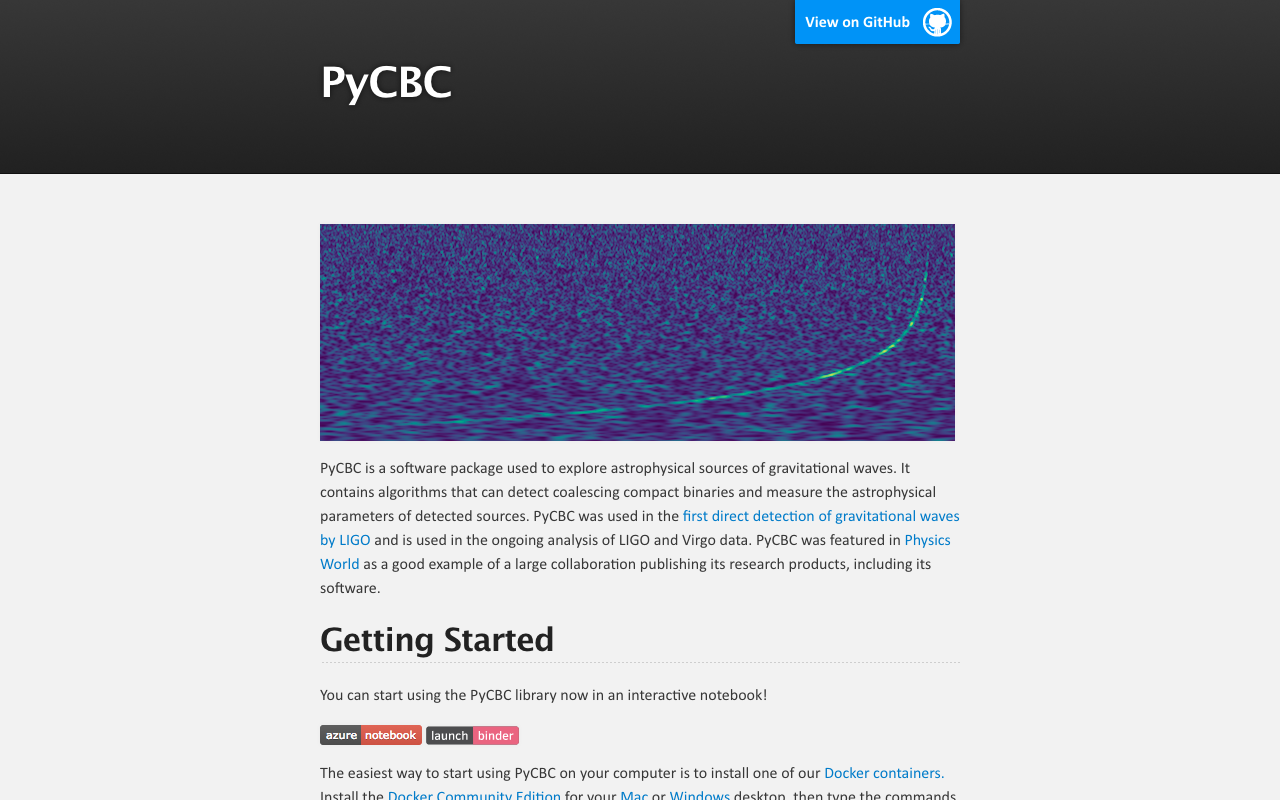 View on GitHub
PyCBC
PyCBC is a software package used to explore astrophysical sources of gravitational waves. It
contains algorithms that can detect coalescing compact binaries and measure the astrophysical
parameters of detected sources. PyCBC was used in the first direct detection of gravitational waves
by LIGO and is used in the ongoing analysis of LIGO and Virgo data. PyCBC was featured in Physics
World as a good example of a large collaboration publishing its research products, including its
software.
Getting Started
You can start using the PyCBC library now in an interactive notebook!
azure notebook launch binder
The easiest way to start using PyCBC on your computer is to install one of our Docker containers.
Install the Docker Community Edition for your Mac or Windows desktop, then type the commands